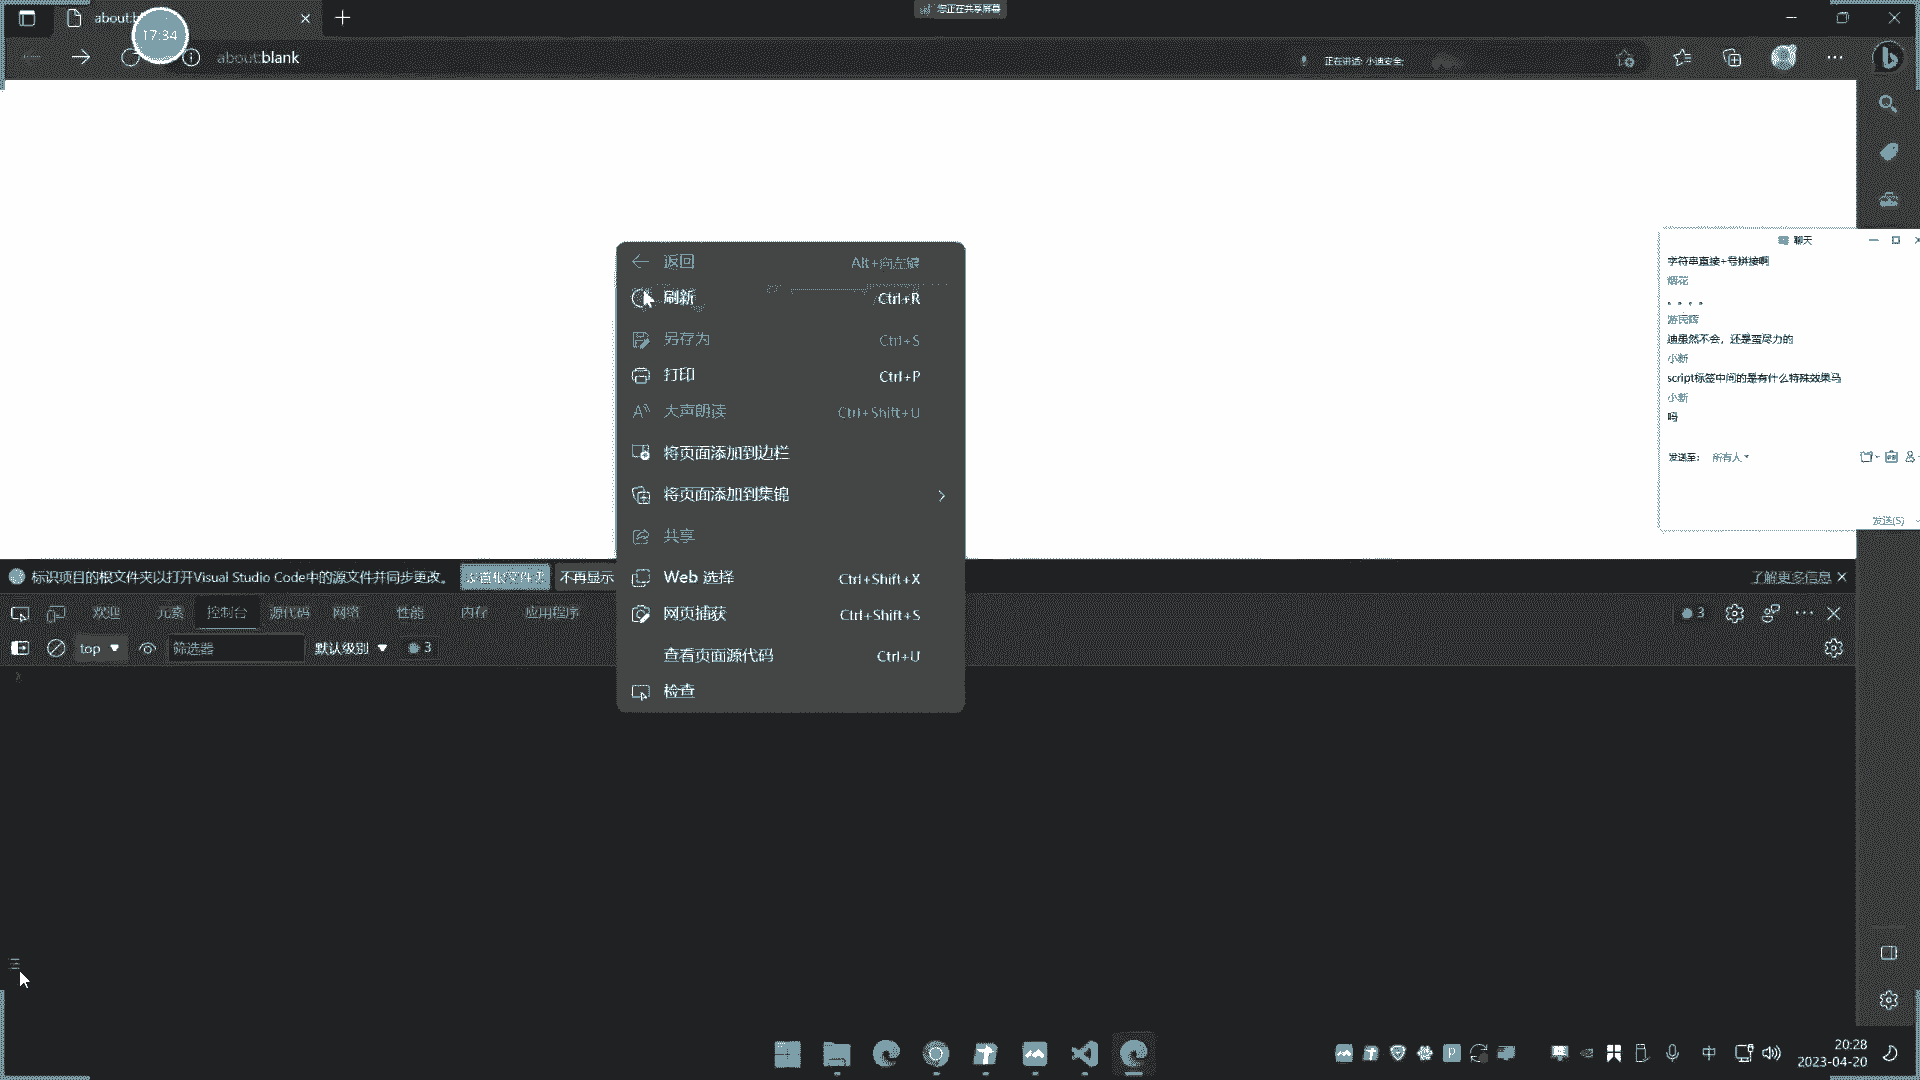 您正在共享屏幕
17:34
about:blank
正在讲话: 小迪安全;
聊天
字符串直接+号拼接啊
烟花
。。。。
游民辉
迪虽然不会，还是蛮尽力的
小新
script标签中间的是有什么特殊效果马
小新
吗
发送至: 所有人
发送(S)
返回 Alt+向左键
刷新 Ctrl+R
另存为 Ctrl+S
打印 Ctrl+P
大声朗读 Ctrl+Shift+U
将页面添加到边栏
将页面添加到集锦
共享
Web 选择 Ctrl+Shift+X
网页捕获 Ctrl+Shift+S
查看页面源代码 Ctrl+U
检查
标识项目的根文件夹以打开Visual Studio Code中的源文件并同步更改。 设置根文件夹 不再显示 了解更多信息
欢迎 元素 控制台 源代码 网络 性能 内存 应用程序 3
top 筛选器 默认级别 3
中
20:28
2023-04-20